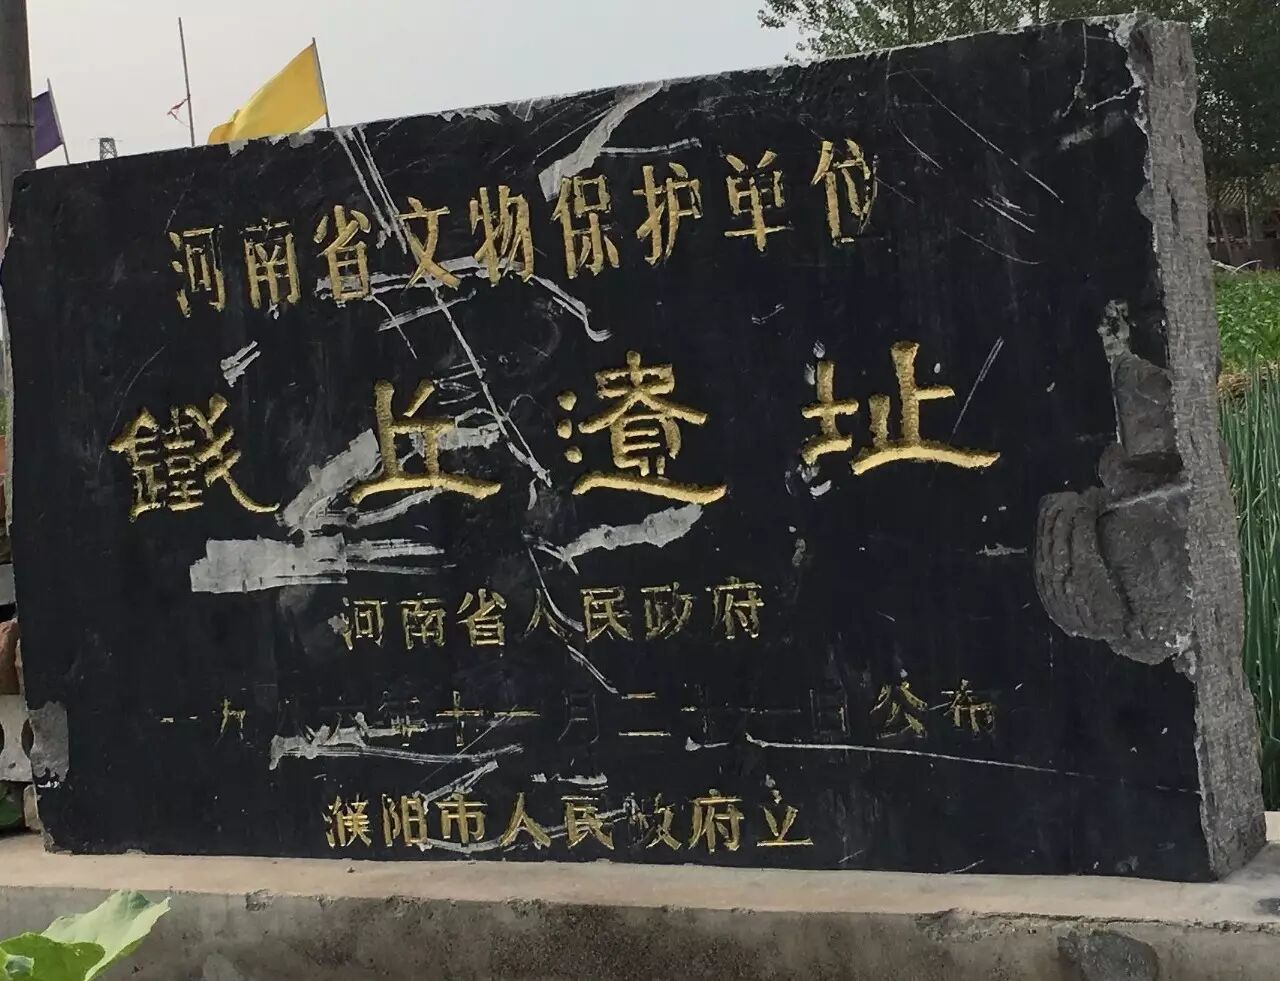 河南省文物保护单位
鐵丘遺址
河南省人民政府
一九八六年十一月二十一日公布
濮阳市人民政府立